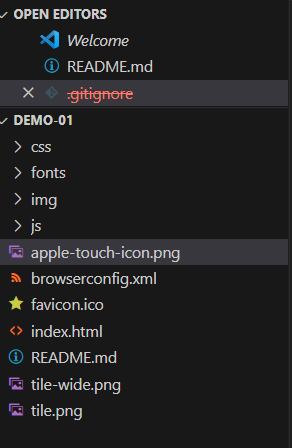 OPEN EDITORS
Welcome
README.md
.gitignore
DEMO-01
css
fonts
img
js
apple-touch-icon.png
browserconfig.xml
favicon.ico
index.html
README.md
tile-wide.png
tile.png